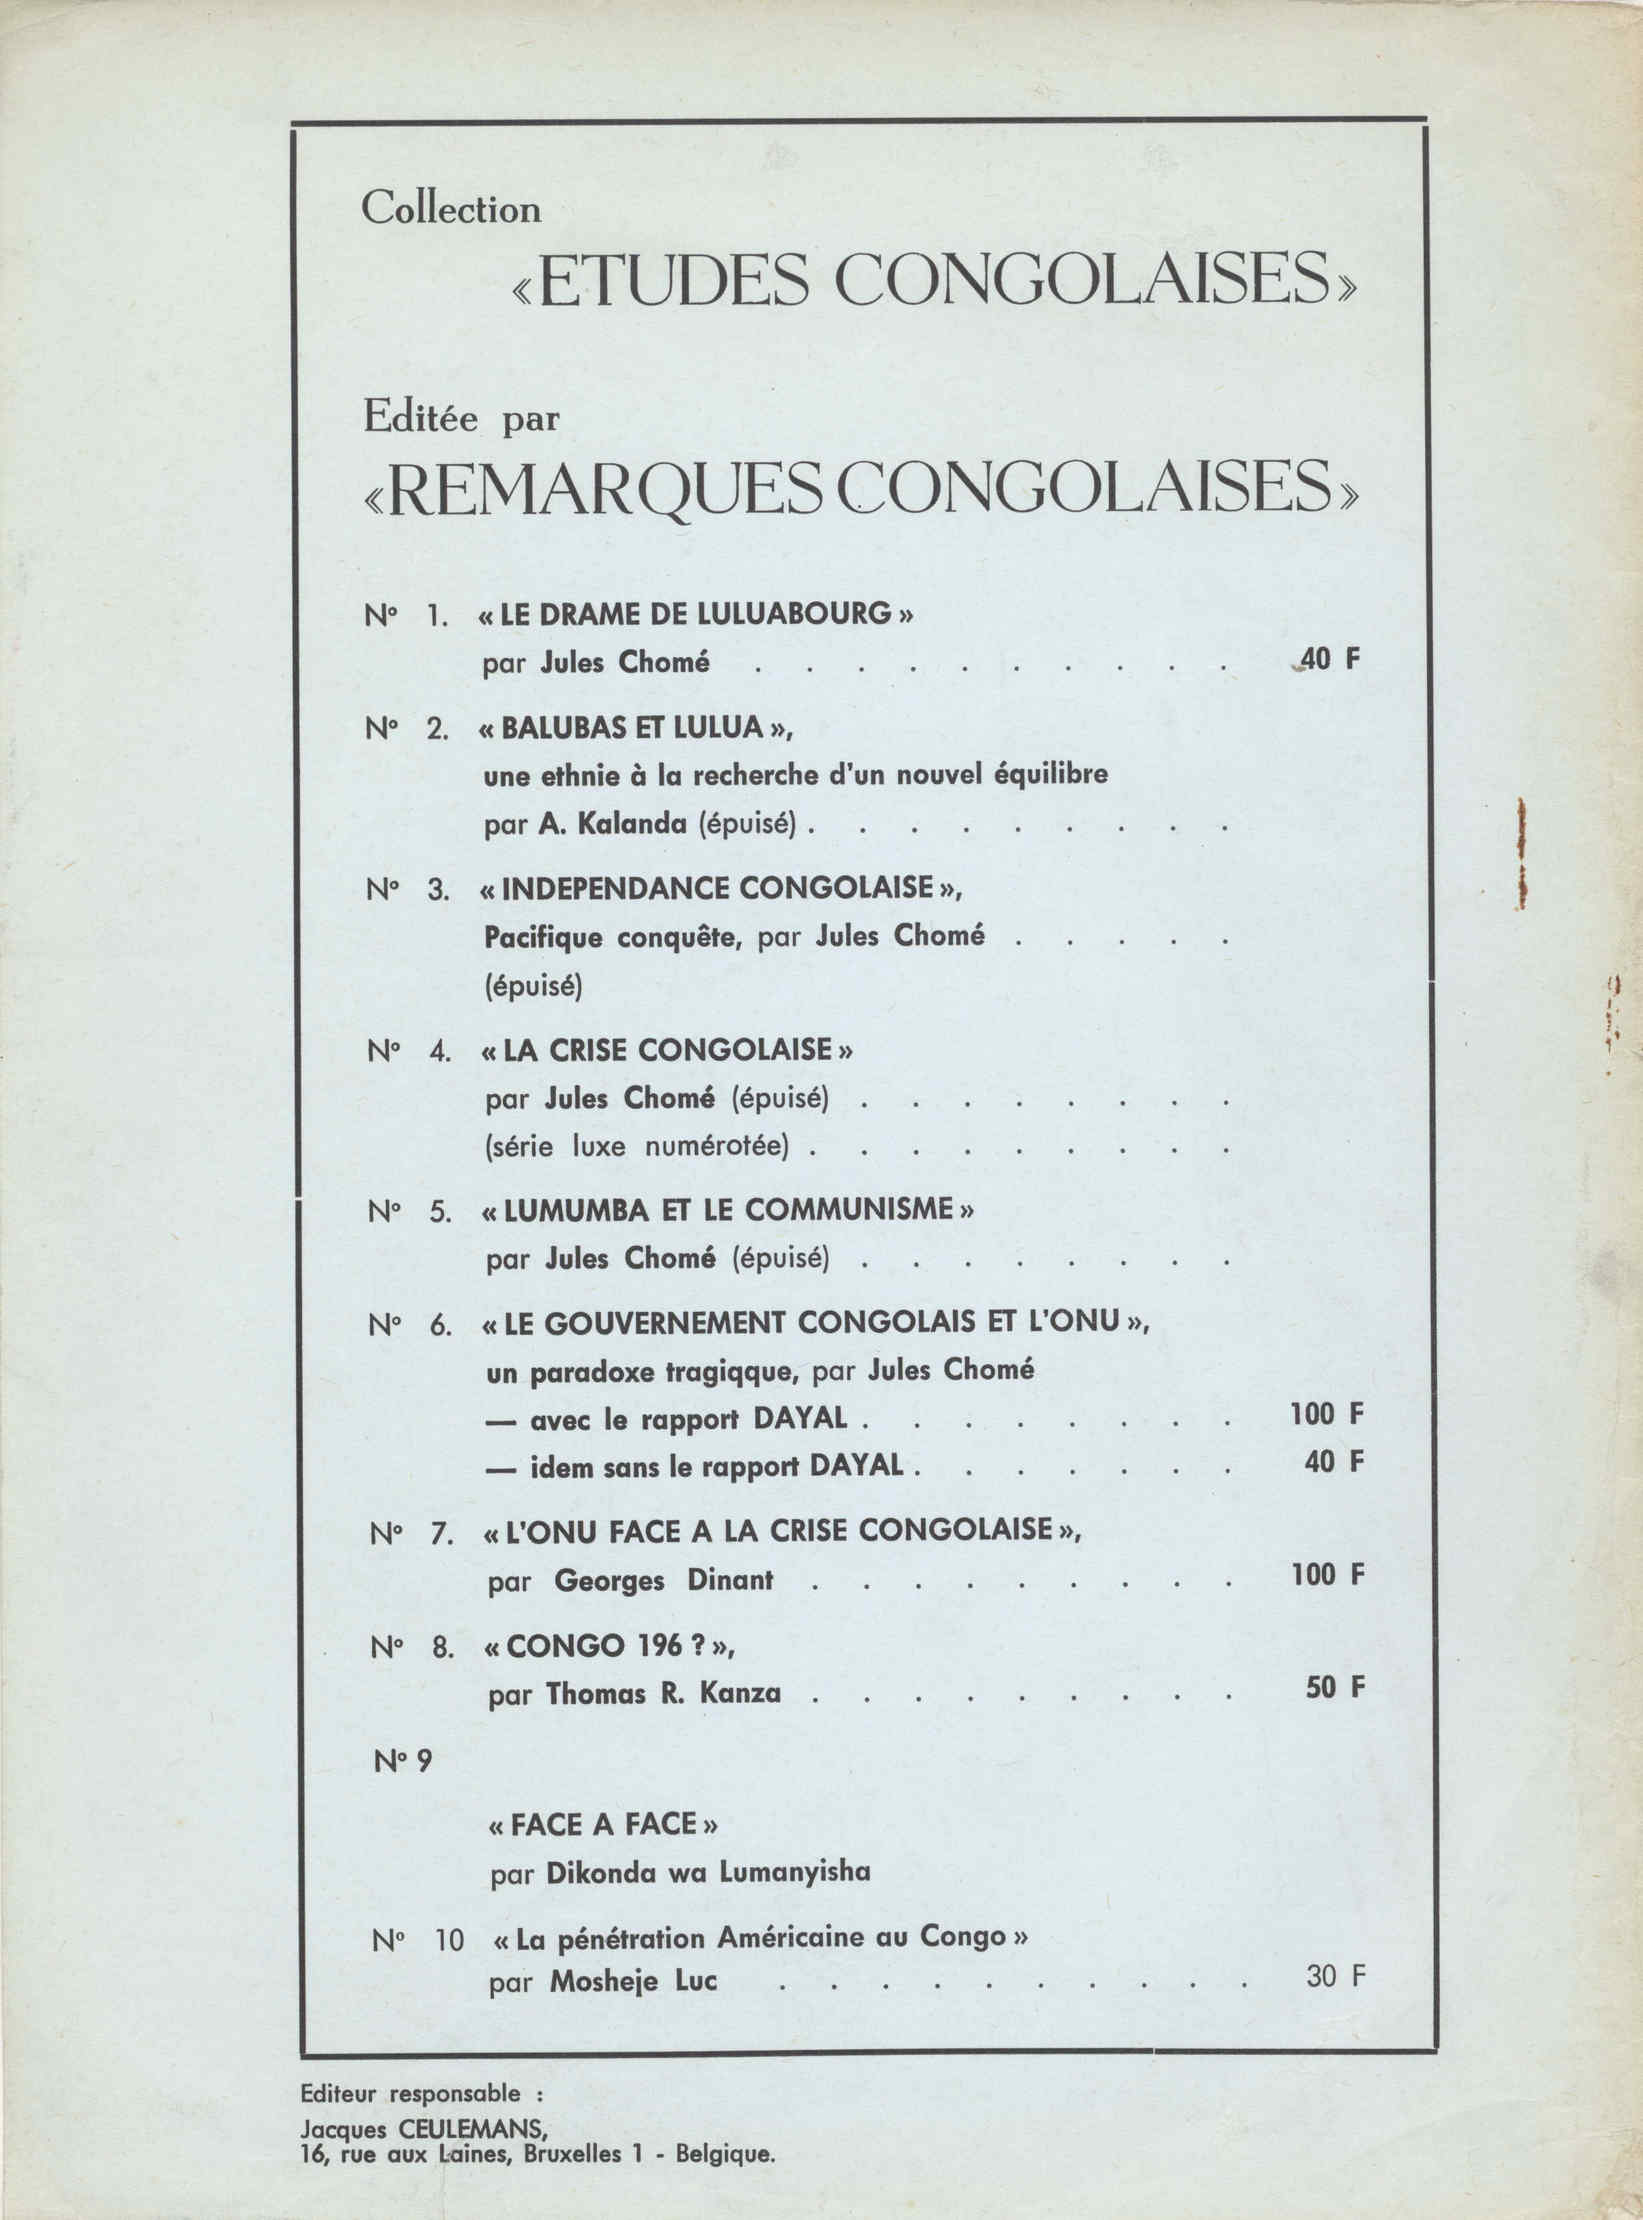 Collection
«ETUDES CONGOLAISES»
Editée par
«REMARQUES CONGOLAISES»
N° 1. « LE DRAME DE LULUABOURG »
par Jules Chomé . . . . . . . . . . 40 F
N° 2. « BALUBAS ET LULUA »,
une ethnie à la recherche d'un nouvel équilibre
par A. Kalanda (épuisé) . . . . . . . . .
N° 3. « INDEPENDANCE CONGOLAISE »,
Pacifique conquête, par Jules Chomé . . . . .
(épuisé)
N° 4. « LA CRISE CONGOLAISE »
par Jules Chomé (épuisé) . . . . . . . .
(série luxe numérotée) . . . . . . . . .
N° 5. « LUMUMBA ET LE COMMUNISME »
par Jules Chomé (épuisé) . . . . . . . .
N° 6. « LE GOUVERNEMENT CONGOLAIS ET L'ONU »,
un paradoxe tragiqque, par Jules Chomé
— avec le rapport DAYAL . . . . . . . . 100 F
— idem sans le rapport DAYAL . . . . . . . 40 F
N° 7. « L'ONU FACE A LA CRISE CONGOLAISE »,
par Georges Dinant . . . . . . . . . 100 F
N° 8. « CONGO 196 ? »,
par Thomas R. Kanza . . . . . . . . . 50 F
N° 9
« FACE A FACE »
par Dikonda wa Lumanyisha
N° 10 « La pénétration Américaine au Congo »
par Mosheje Luc . . . . . . . . . . 30 F
Editeur responsable :
Jacques CEULEMANS,
16, rue aux Laines, Bruxelles 1 - Belgique.